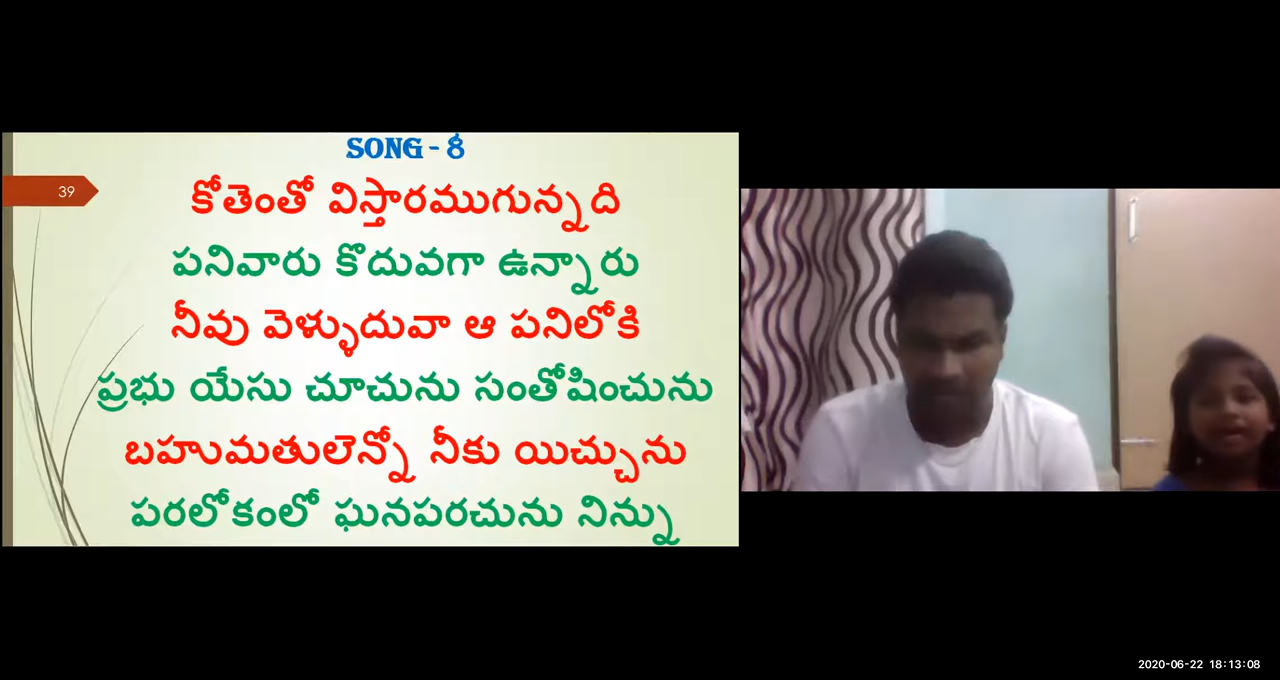 SONG - 8
39
కోతెంతో విస్తారముగున్నది
పనివారు కొదువగా ఉన్నారు
నీవు వెళ్ళుదువా ఆ పనిలోకి
ప్రభు యేసు చూచును సంతోషించును
బహుమతులెన్నో నీకు యిచ్చును
పరలోకంలో ఘనపరచును నిన్ను
2020-06-22 18:13:08